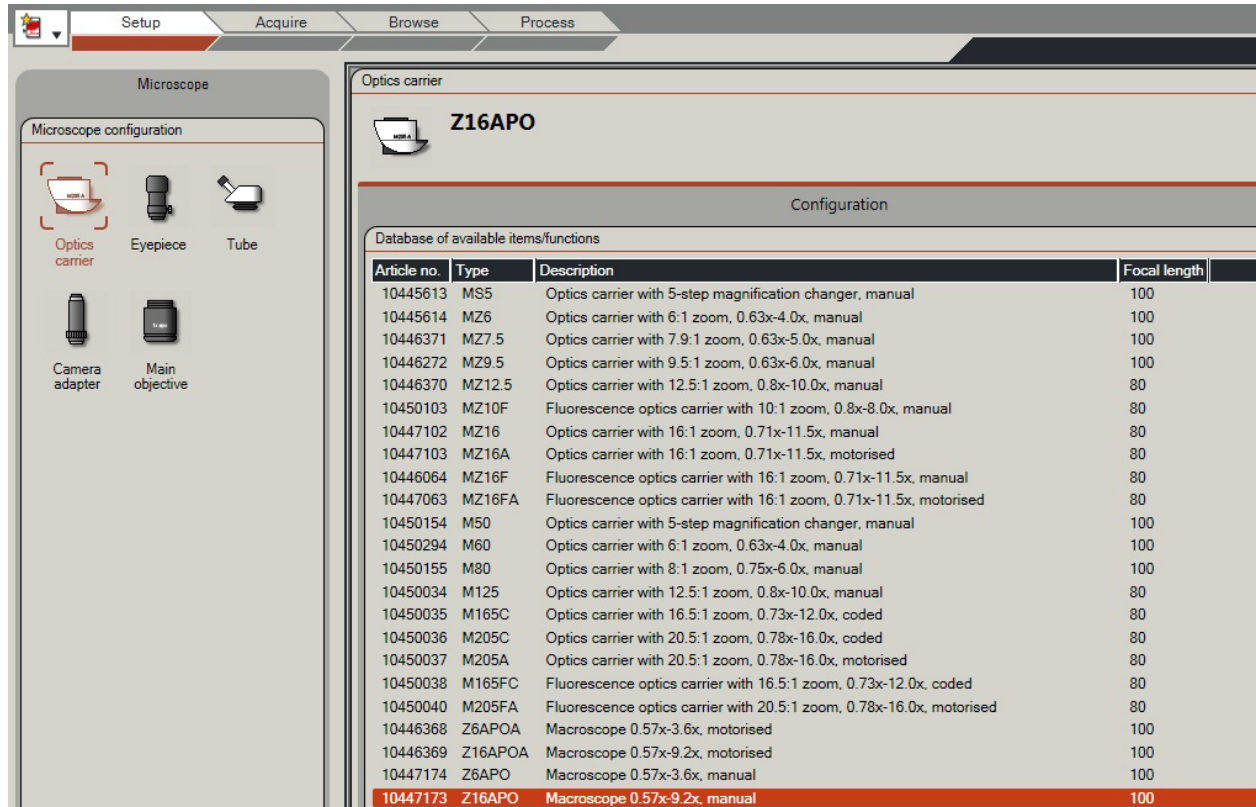 Setup Acquire Browse Process
Microscope
Microscope configuration
Optics carrier
Eyepiece
Tube
Camera adapter
Main objective
Optics carrier
Z16APO
Configuration
Database of available items/functions
Article no. Type Description Focal length
10445613 MS5 Optics carrier with 5-step magnification changer, manual 100
10445614 MZ6 Optics carrier with 6:1 zoom, 0.63x-4.0x, manual 100
10446371 MZ7.5 Optics carrier with 7.9:1 zoom, 0.63x-5.0x, manual 100
10446272 MZ9.5 Optics carrier with 9.5:1 zoom, 0.63x-6.0x, manual 100
10446370 MZ12.5 Optics carrier with 12.5:1 zoom, 0.8x-10.0x, manual 80
10450103 MZ10F Fluorescence optics carrier with 10:1 zoom, 0.8x-8.0x, manual 80
10447102 MZ16 Optics carrier with 16:1 zoom, 0.71x-11.5x, manual 80
10447103 MZ16A Optics carrier with 16:1 zoom, 0.71x-11.5x, motorised 80
10446064 MZ16F Fluorescence optics carrier with 16:1 zoom, 0.71x-11.5x, manual 80
10447063 MZ16FA Fluorescence optics carrier with 16:1 zoom, 0.71x-11.5x, motorised 80
10450154 M50 Optics carrier with 5-step magnification changer, manual 100
10450294 M60 Optics carrier with 6:1 zoom, 0.63x-4.0x, manual 100
10450155 M80 Optics carrier with 8:1 zoom, 0.75x-6.0x, manual 100
10450034 M125 Optics carrier with 12.5:1 zoom, 0.8x-10.0x, manual 80
10450035 M165C Optics carrier with 16.5:1 zoom, 0.73x-12.0x, coded 80
10450036 M205C Optics carrier with 20.5:1 zoom, 0.78x-16.0x, coded 80
10450037 M205A Optics carrier with 20.5:1 zoom, 0.78x-16.0x, motorised 80
10450038 M165FC Fluorescence optics carrier with 16.5:1 zoom, 0.73x-12.0x, coded 80
10450040 M205FA Fluorescence optics carrier with 20.5:1 zoom, 0.78x-16.0x, motorised 80
10446368 Z6APOA Macroscope 0.57x-3.6x, motorised 100
10446369 Z16APOA Macroscope 0.57x-9.2x, motorised 100
10447174 Z6APO Macroscope 0.57x-3.6x, manual 100
10447173 Z16APO Macroscope 0.57x-9.2x, manual 100